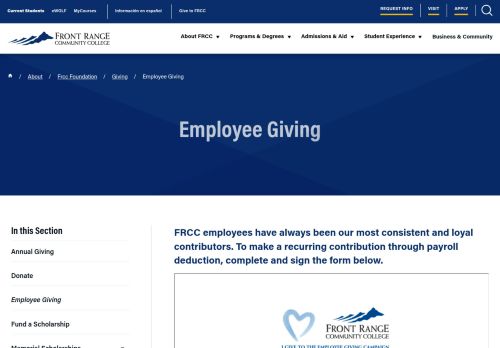 Current Students eWOLF MyCourses Información en español Give to FRCC REQUEST INFO VISIT APPLY
FRONT RANGE
COMMUNITY COLLEGE
About FRCC Programs & Degrees Admissions & Aid Student Experience Business & Community
/ About / Frcc Foundation / Giving / Employee Giving
Employee Giving
In this Section
Annual Giving
Donate
Employee Giving
Fund a Scholarship
Memorial Scholarships
FRCC employees have always been our most consistent and loyal
contributors. To make a recurring contribution through payroll
deduction, complete and sign the form below.
FRONT RANGE
COMMUNITY COLLEGE
I GIVE TO THE EMPLOYEE GIVING CAMPAIGN